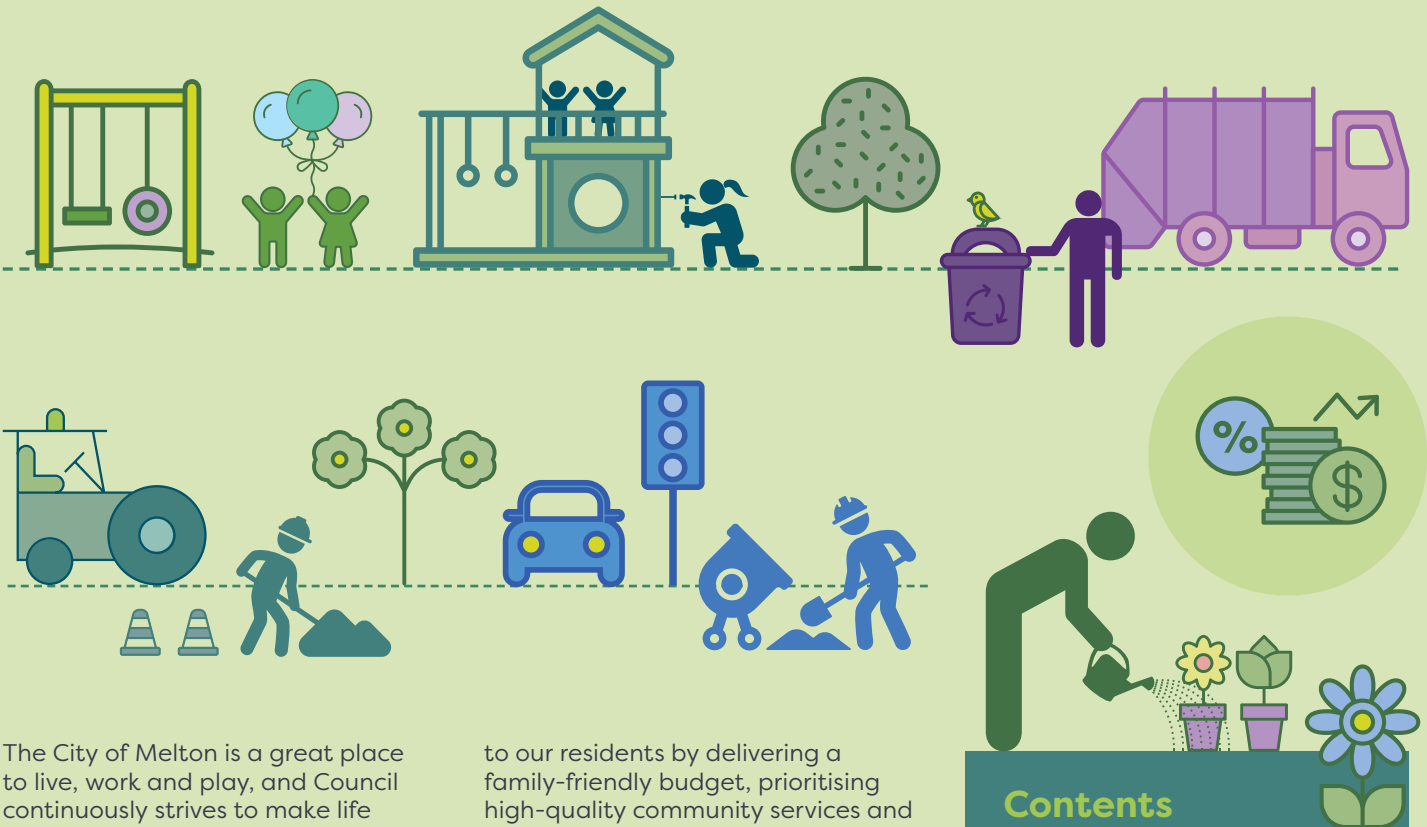 %
$
The City of Melton is a great place
to live, work and play, and Council
continuously strives to make life
to our residents by delivering a
family-friendly budget, prioritising
high-quality community services and
Contents